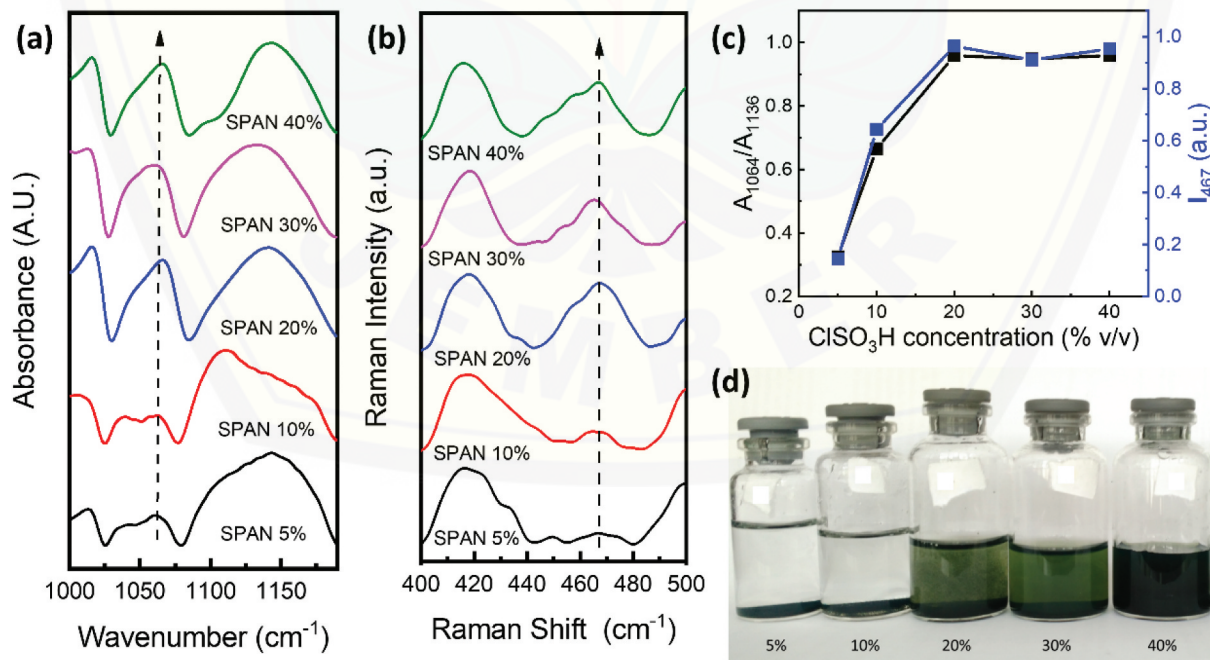 (a)
Absorbance (A.U.)
SPAN 40%
SPAN 30%
SPAN 20%
SPAN 10%
SPAN 5%
1000 1050 1100 1150
Wavenumber (cm⁻¹)
(b)
Raman Intensity (a.u.)
SPAN 40%
SPAN 30%
SPAN 20%
SPAN 10%
SPAN 5%
400 420 440 460 480 500
Raman Shift (cm⁻¹)
(c)
A₁₀₆₄/A₁₁₃₆
1.0
0.8
0.6
0.4
0.2
I₄₆₇ (a.u.)
1.0
0.8
0.6
0.4
0.2
0.0
0 10 20 30 40
ClSO₃H concentration (% v/v)
(d)
5% 10% 20% 30% 40%
EMBER